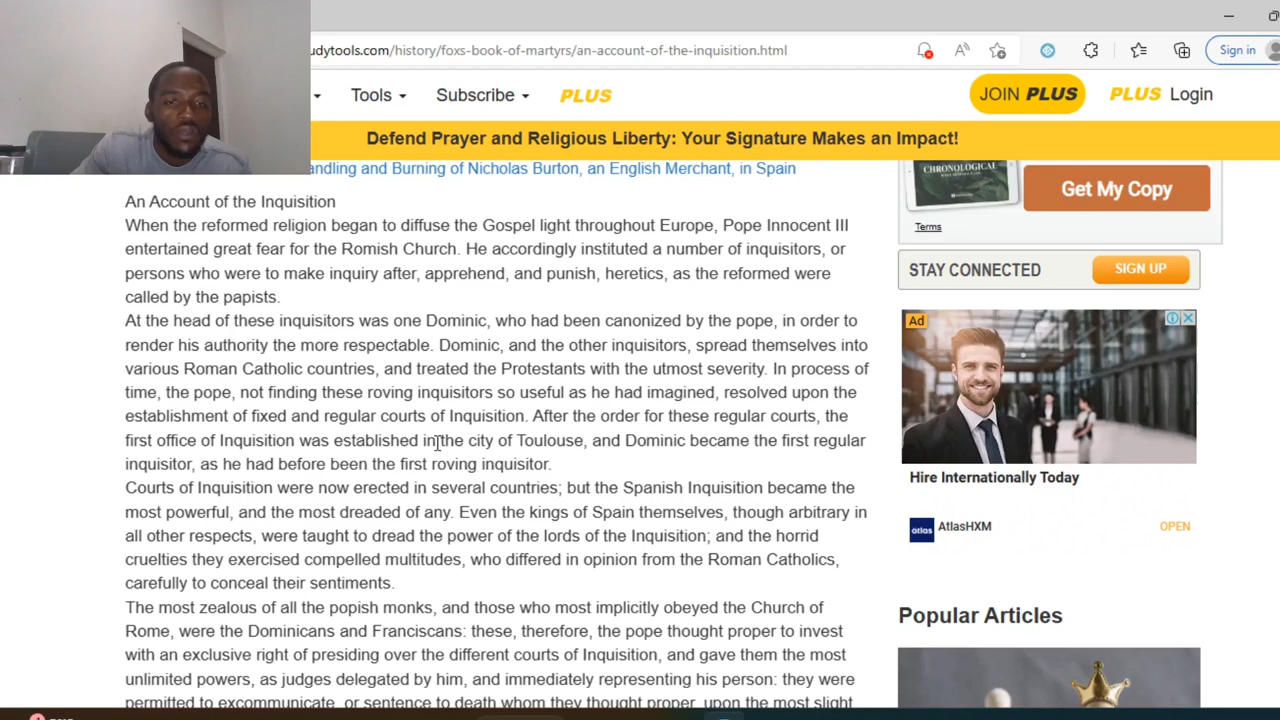 udytools.com/history/foxs-book-of-martyrs/an-account-of-the-inquisition.html
Sign in
Tools
Subscribe
PLUS
JOIN PLUS
PLUS Login
Defend Prayer and Religious Liberty: Your Signature Makes an Impact!
andling and Burning of Nicholas Burton, an English Merchant, in Spain
An Account of the Inquisition
When the reformed religion began to diffuse the Gospel light throughout Europe, Pope Innocent III
entertained great fear for the Romish Church. He accordingly instituted a number of inquisitors, or
persons who were to make inquiry after, apprehend, and punish, heretics, as the reformed were
called by the papists.
At the head of these inquisitors was one Dominic, who had been canonized by the pope, in order to
render his authority the more respectable. Dominic, and the other inquisitors, spread themselves into
various Roman Catholic countries, and treated the Protestants with the utmost severity. In process of
time, the pope, not finding these roving inquisitors so useful as he had imagined, resolved upon the
establishment of fixed and regular courts of Inquisition. After the order for these regular courts, the
first office of Inquisition was established in the city of Toulouse, and Dominic became the first regular
inquisitor, as he had before been the first roving inquisitor.
Courts of Inquisition were now erected in several countries; but the Spanish Inquisition became the
most powerful, and the most dreaded of any. Even the kings of Spain themselves, though arbitrary in
all other respects, were taught to dread the power of the lords of the Inquisition; and the horrid
cruelties they exercised compelled multitudes, who differed in opinion from the Roman Catholics,
carefully to conceal their sentiments.
The most zealous of all the popish monks, and those who most implicitly obeyed the Church of
Rome, were the Dominicans and Franciscans: these, therefore, the pope thought proper to invest
with an exclusive right of presiding over the different courts of Inquisition, and gave them the most
unlimited powers, as judges delegated by him, and immediately representing his person: they were
permitted to excommunicate, or sentence to death whom they thought proper, upon the most slight
CHRONOLOGICAL
Get My Copy
Terms
STAY CONNECTED
SIGN UP
Ad
Hire Internationally Today
atlas
AtlasHXM
OPEN
Popular Articles